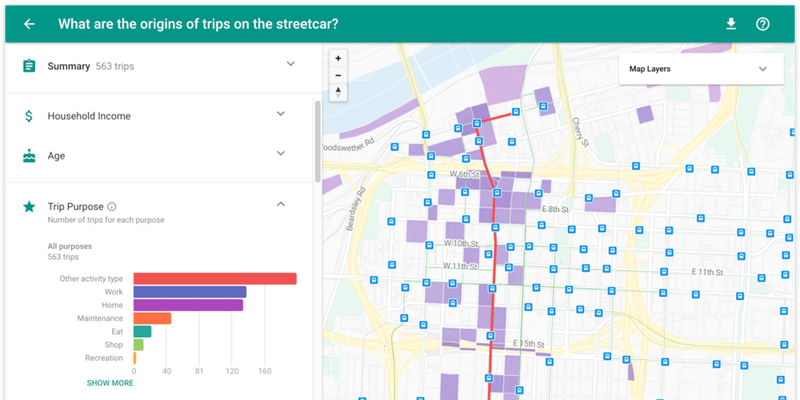 What are the origins of trips on the streetcar?
Summary 563 trips
Household Income
Age
Trip Purpose
Number of trips for each purpose
All purposes
563 trips
Other activity type
Work
Home
Maintenance
Eat
Shop
Recreation
0 40 81 121 160
SHOW MORE
+
−
Map Layers
oodswether Rd
Cherry St
Beardsley Rd
W 6th St
E 8th St
W 10th St
W 11th St
E 11th St
E 15th St